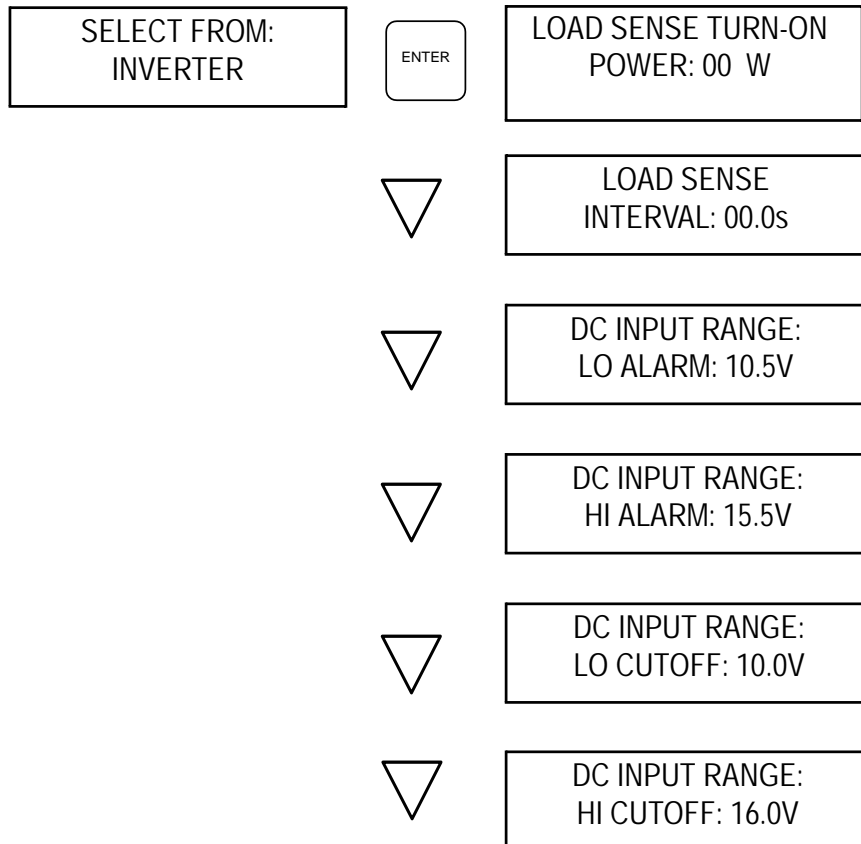 SELECT FROM:
INVERTER
ENTER
LOAD SENSE TURN-ON
POWER: 00 W
LOAD SENSE
INTERVAL: 00.0s
DC INPUT RANGE:
LO ALARM: 10.5V
DC INPUT RANGE:
HI ALARM: 15.5V
DC INPUT RANGE:
LO CUTOFF: 10.0V
DC INPUT RANGE:
HI CUTOFF: 16.0V